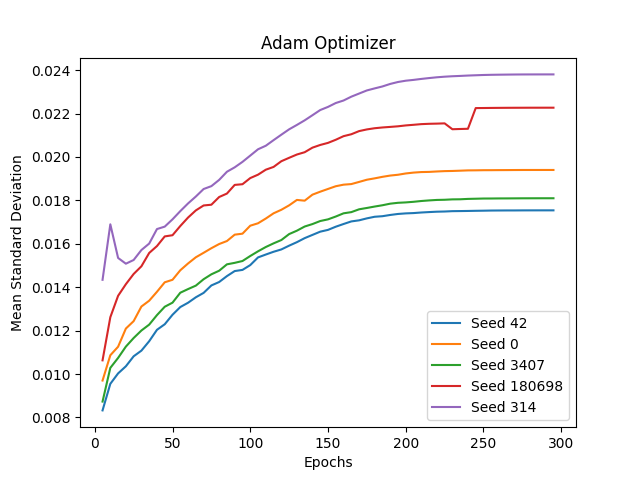 Adam Optimizer
Mean Standard Deviation
0.024
0.022
0.020
0.018
0.016
0.014
0.012
0.010
0.008
Seed 42
Seed 0
Seed 3407
Seed 180698
Seed 314
0 50 100 150 200 250 300
Epochs